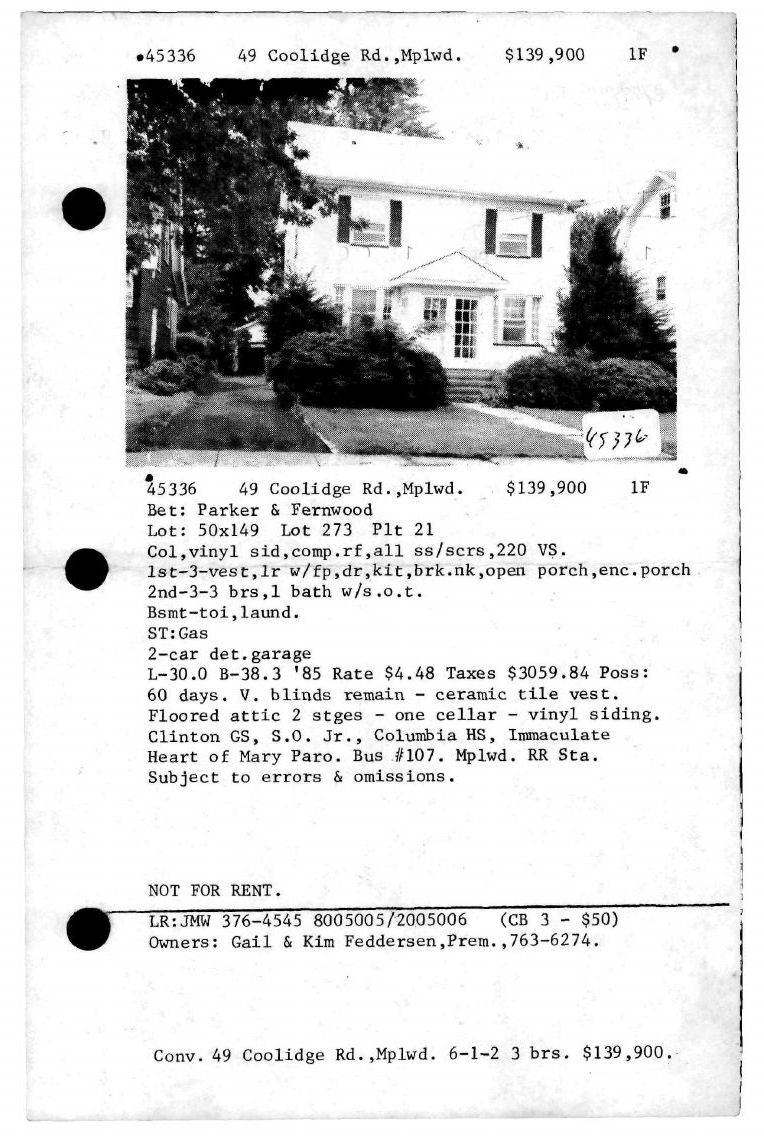 45336 49 Coolidge Rd.,Mplwd. $139,900 1F
45336
45336 49 Coolidge Rd.,Mplwd. $139,900 1F
Bet: Parker & Fernwood
Lot: 50x149 Lot 273 Plt 21
Col,vinyl sid,comp.rf,all ss/scrs,220 VS.
1st-3-vest,lr w/fp,dr,kit,brk.nk,open porch,enc.porch
2nd-3-3 brs,1 bath w/s.o.t.
Bsmt-toi,laund.
ST:Gas
2-car det.garage
L-30.0 B-38.3 '85 Rate $4.48 Taxes $3059.84 Poss:
60 days. V. blinds remain - ceramic tile vest.
Floored attic 2 stges - one cellar - vinyl siding.
Clinton GS, S.O. Jr., Columbia HS, Immaculate
Heart of Mary Paro. Bus #107. Mplwd. RR Sta.
Subject to errors & omissions.
NOT FOR RENT.
LR:JMW 376-4545 8005005/2005006 (CB 3 - $50)
Owners: Gail & Kim Feddersen,Prem.,763-6274.
Conv. 49 Coolidge Rd.,Mplwd. 6-1-2 3 brs. $139,900.